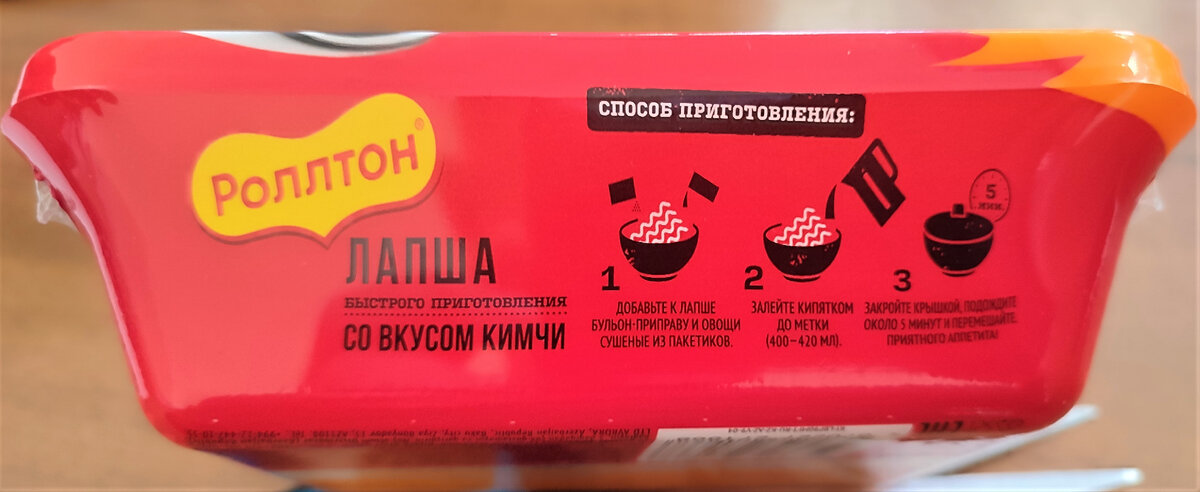 Роллтон®
ЛАПША
БЫСТРОГО ПРИГОТОВЛЕНИЯ
СО ВКУСОМ КИМЧИ
СПОСОБ ПРИГОТОВЛЕНИЯ:
1
ДОБАВЬТЕ К ЛАПШЕ
БУЛЬОН-ПРИПРАВУ И ОВОЩИ
СУШЕНЫЕ ИЗ ПАКЕТИКОВ.
2
ЗАЛЕЙТЕ КИПЯТКОМ
ДО МЕТКИ
(400–420 МЛ).
5
МИН.
3
ЗАКРОЙТЕ КРЫШКОЙ, ПОДОЖДИТЕ
ОКОЛО 5 МИНУТ И ПЕРЕМЕШАЙТЕ.
ПРИЯТНОГО АППЕТИТА!